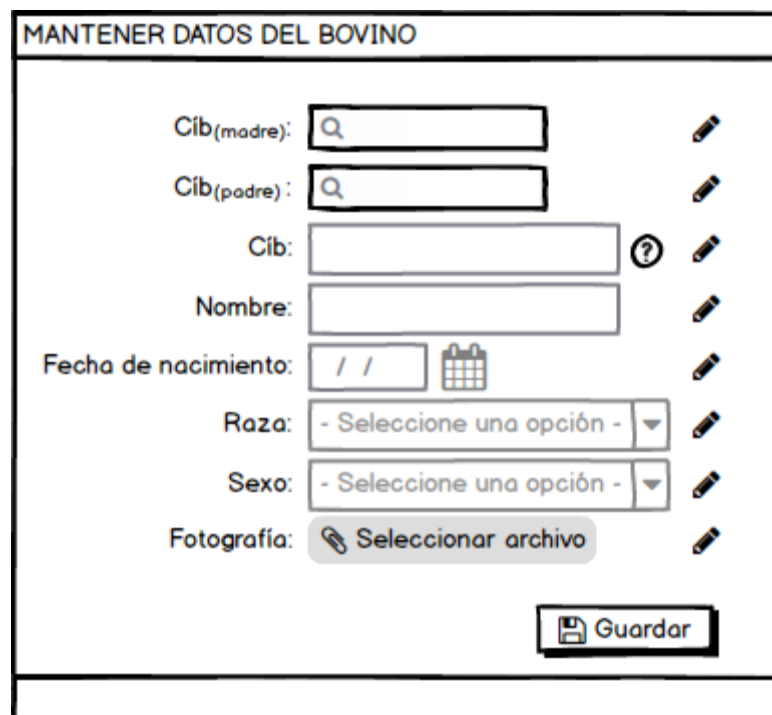 MANTENER DATOS DEL BOVINO
Cíb(madre):
Cíb(padre) :
Cíb: ?
Nombre:
Fecha de nacimiento: / /
Raza: - Seleccione una opción -
Sexo: - Seleccione una opción -
Fotografía: Seleccionar archivo
Guardar